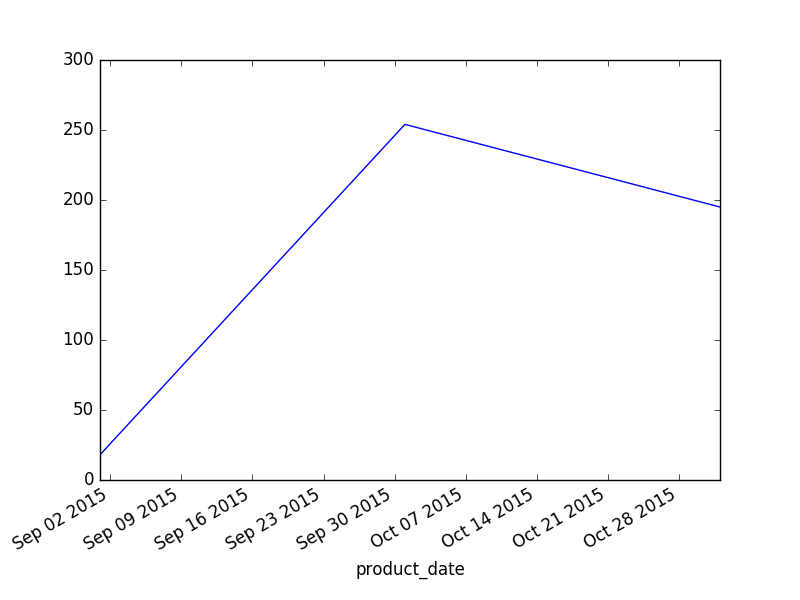 300
250
200
150
100
50
0
Sep 02 2015
Sep 09 2015
Sep 16 2015
Sep 23 2015
Sep 30 2015
Oct 07 2015
Oct 14 2015
Oct 21 2015
Oct 28 2015
product_date